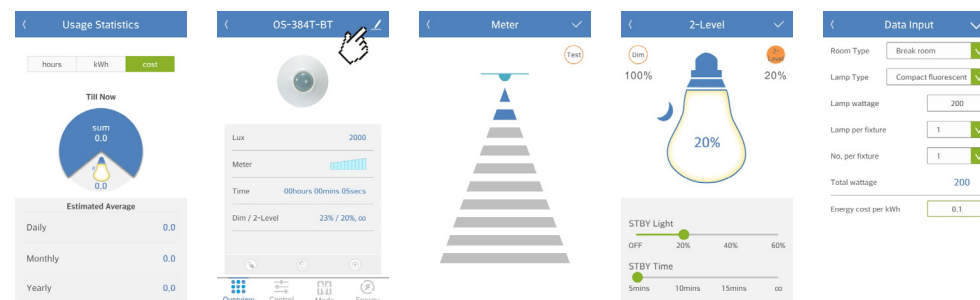 Usage Statistics
hours kWh cost
Till Now
sum
0.0
0.0
Estimated Average
Daily 0.0
Monthly 0.0
Yearly 0.0
OS-384T-BT
Lux 2000
Meter
Time 00hours 00mins 05secs
Dim / 2-Level 23% / 20%, ∞
Overview Control Mode Energy
Meter
Test
2-Level
Dim
2-
Level
100% 20%
20%
STBY Light
OFF 20% 40% 60%
STBY Time
5mins 10mins 15mins ∞
Data Input
Room Type Break room
Lamp Type Compact fluorescent
Lamp wattage 200
Lamp per fixture 1
No, per fixture 1
Total wattage 200
Energy cost per kWh 0.1